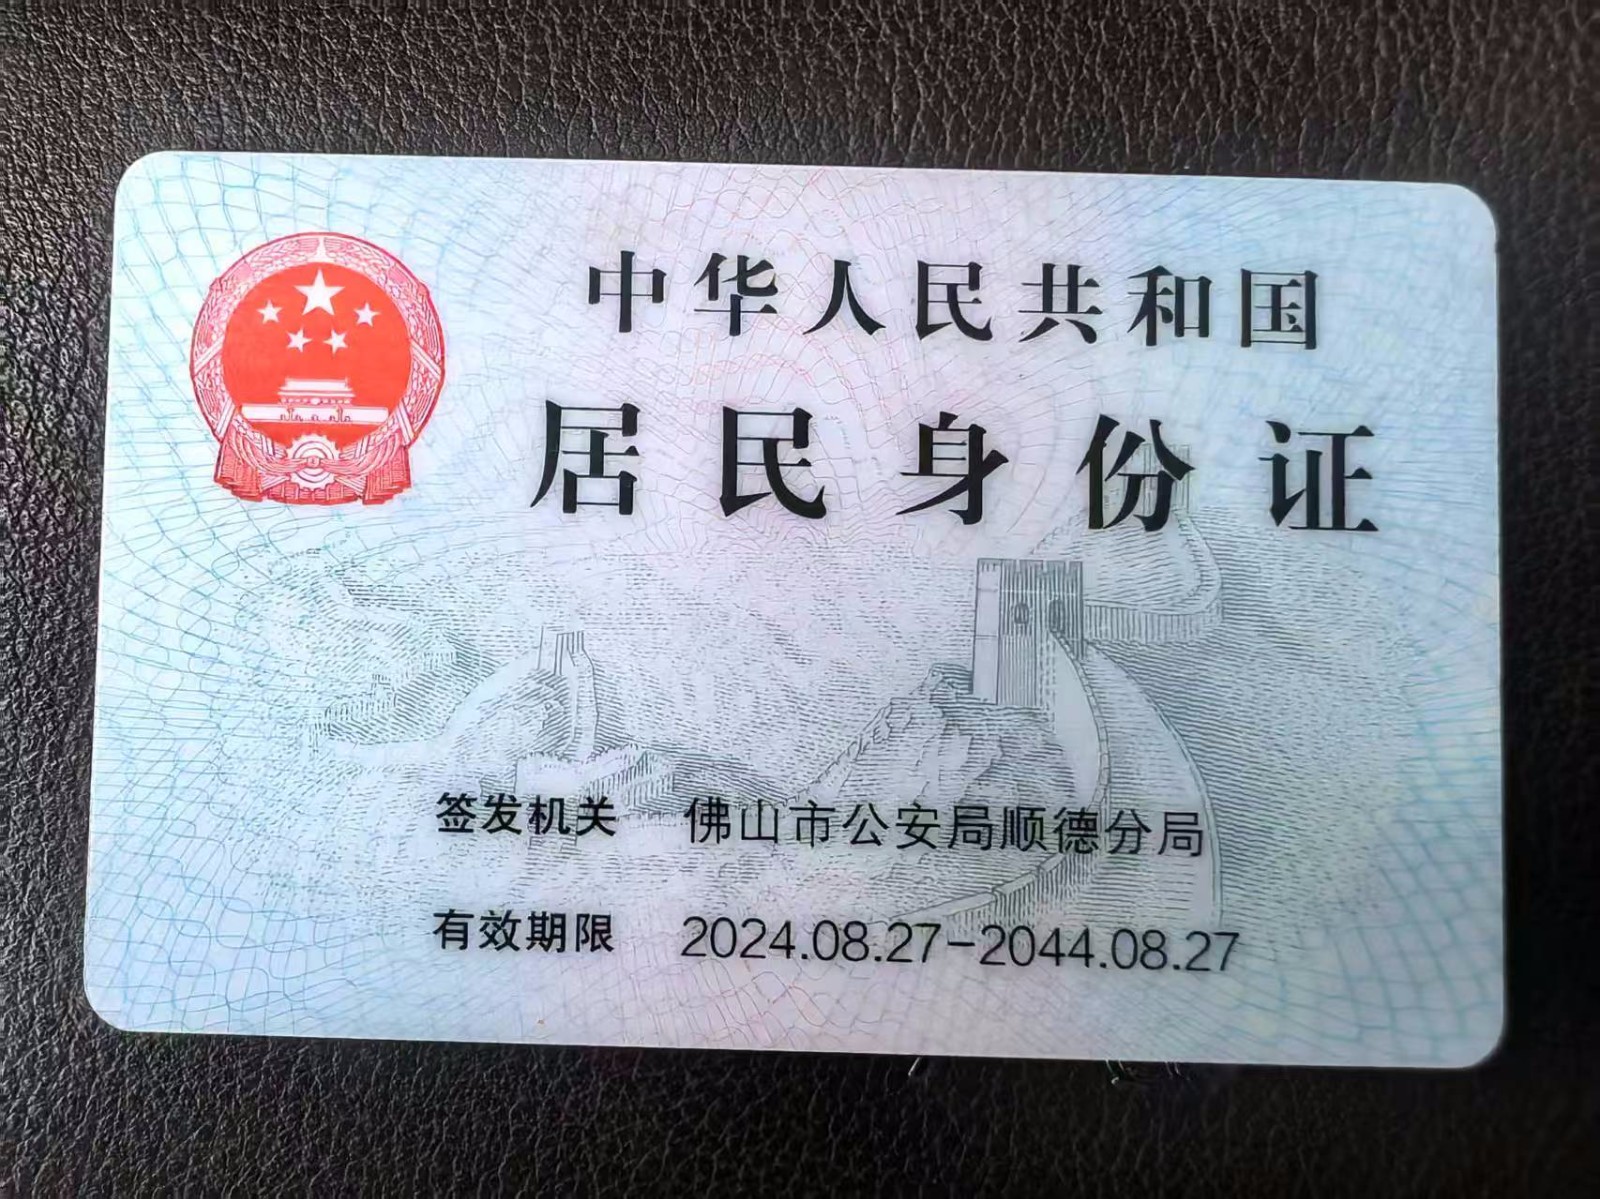 中华人民共和国
居民身份证
签发机关 佛山市公安局顺德分局
有效期限 2024.08.27-2044.08.27